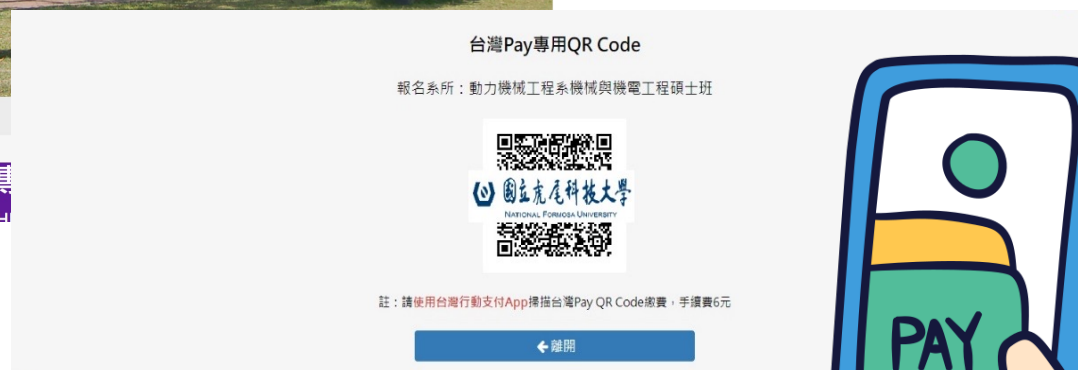 台灣Pay專用QR Code
報名系所：動力機械工程系機械與機電工程碩士班
國立虎尾科技大學
NATIONAL FORMOSA UNIVERSITY
註：請使用台灣行動支付App掃描台灣Pay QR Code繳費，手續費6元
離開
PAY